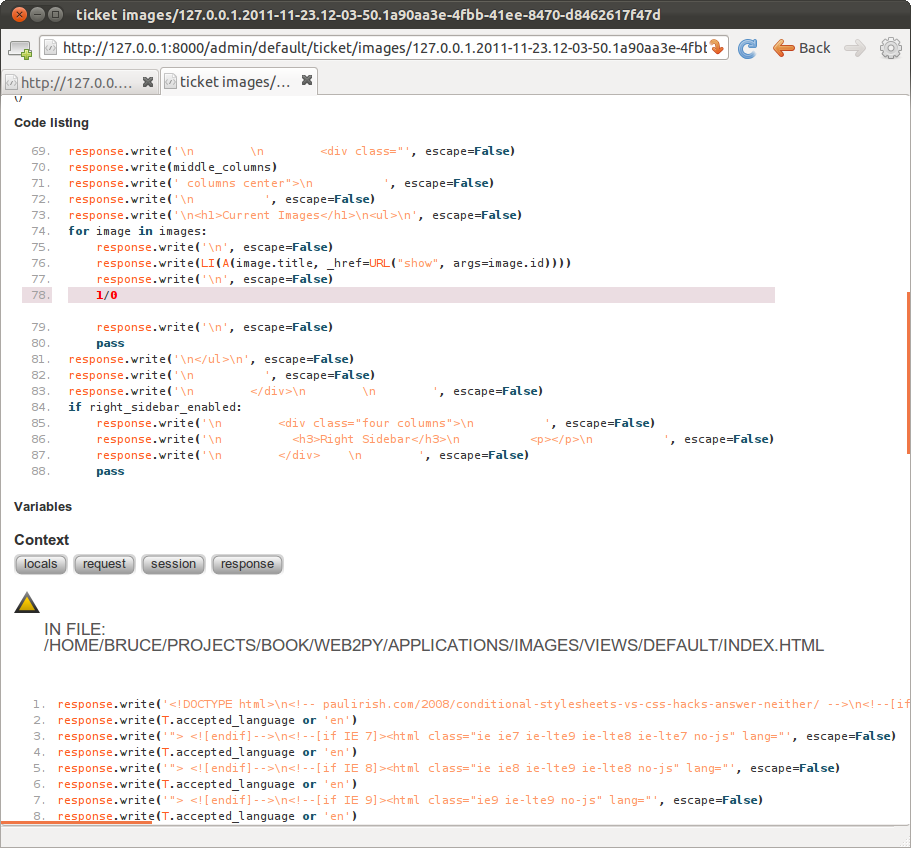 ticket images/127.0.0.1.2011-11-23.12-03-50.1a90aa3e-4fbb-41ee-8470-d8462617f47d
http://127.0.0.1:8000/admin/default/ticket/images/127.0.0.1.2011-11-23.12-03-50.1a90aa3e-4fbb Back
http://127.0.0.... ticket images/...
()
Code listing
69. response.write('\n        \n        <div class="', escape=False)
70. response.write(middle_columns)
71. response.write(' columns center">\n          ', escape=False)
72. response.write('\n          ', escape=False)
73. response.write('\n<h1>Current Images</h1>\n<ul>\n', escape=False)
74. for image in images:
75.     response.write('\n', escape=False)
76.     response.write(LI(A(image.title, _href=URL("show", args=image.id))))
77.     response.write('\n', escape=False)
78.     1/0
79.     response.write('\n', escape=False)
80.     pass
81. response.write('\n</ul>\n', escape=False)
82. response.write('\n          ', escape=False)
83. response.write('\n        </div>\n        \n        ', escape=False)
84. if right_sidebar_enabled:
85.     response.write('\n        <div class="four columns">\n          ', escape=False)
86.     response.write('\n          <h3>Right Sidebar</h3>\n          <p></p>\n          ', escape=False)
87.     response.write('\n        </div>    \n        ', escape=False)
88.     pass
Variables
Context
locals request session response
IN FILE:
/HOME/BRUCE/PROJECTS/BOOK/WEB2PY/APPLICATIONS/IMAGES/VIEWS/DEFAULT/INDEX.HTML
1. response.write('<!DOCTYPE html>\n<!-- paulirish.com/2008/conditional-stylesheets-vs-css-hacks-answer-neither/ -->\n<!--[if
2. response.write(T.accepted_language or 'en')
3. response.write('"> <![endif]-->\n<!--[if IE 7]><html class="ie ie7 ie-lte9 ie-lte8 ie-lte7 no-js" lang="', escape=False)
4. response.write(T.accepted_language or 'en')
5. response.write('"> <![endif]-->\n<!--[if IE 8]><html class="ie ie8 ie-lte9 ie-lte8 no-js" lang="', escape=False)
6. response.write(T.accepted_language or 'en')
7. response.write('"> <![endif]-->\n<!--[if IE 9]><html class="ie9 ie-lte9 no-js" lang="', escape=False)
8. response.write(T.accepted_language or 'en')